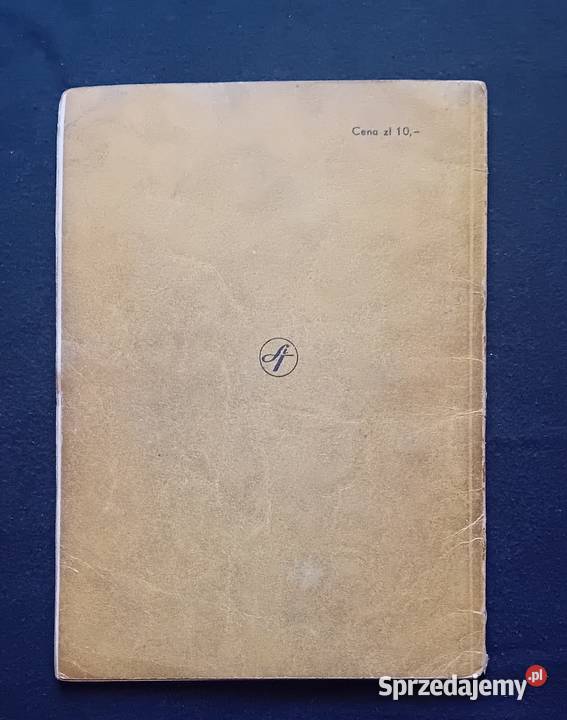 Cena zł 10,–
Sprzedajemy.pl